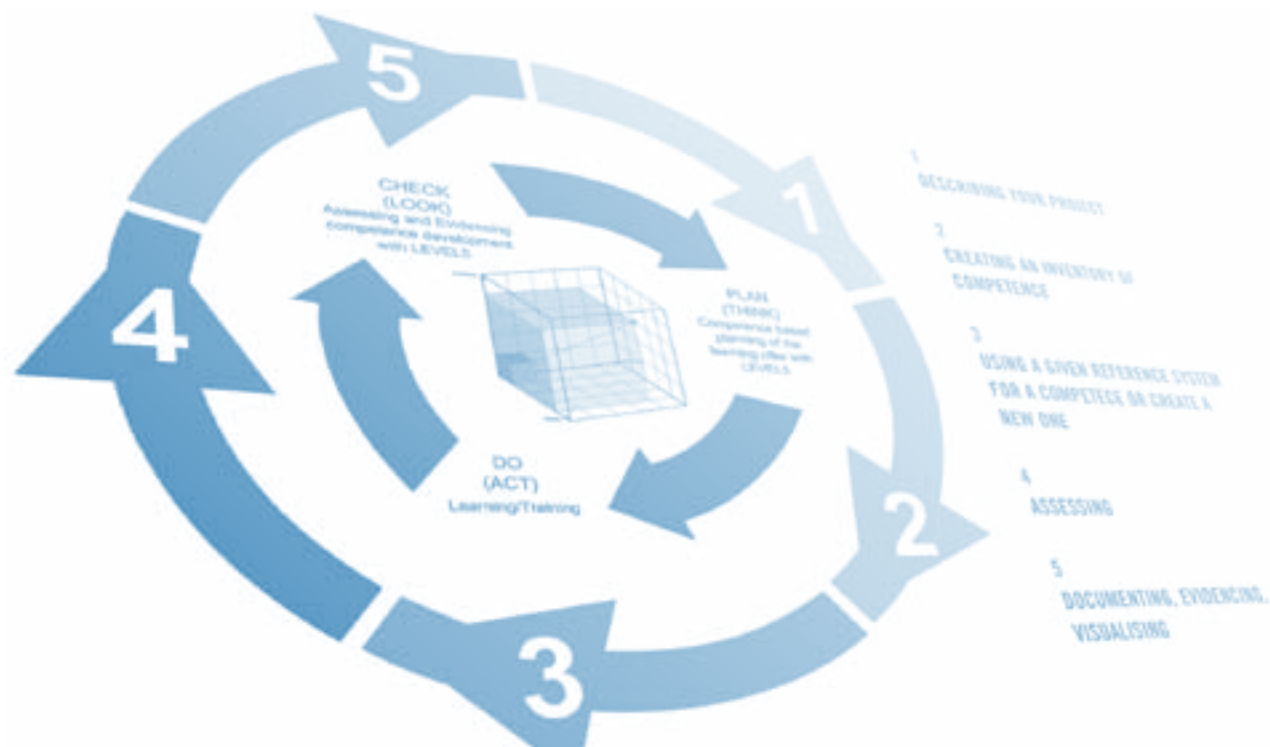 5
1
4
2
3
CHECK
(LOOK)
Assessing and Evidencing
competence development
with LEVEL5
PLAN
(THINK)
Competence based
planning of the
learning offer with
LEVEL5
DO
(ACT)
Learning/Training
1
DESCRIBING YOUR PROJECT
2
CREATING AN INVENTORY OF
COMPETENCE
3
USING A GIVEN REFERENCE SYSTEM
FOR A COMPETECE OR CREATE A
NEW ONE
4
ASSESSING
5
DOCUMENTING, EVIDENCING,
VISUALISING